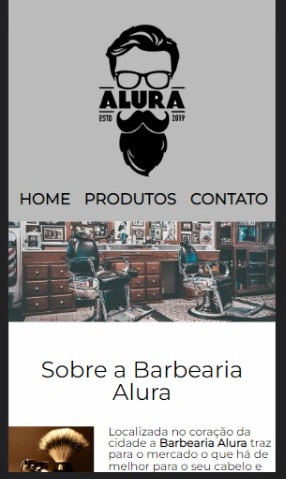 ALURA
ESTD 2019
HOME PRODUTOS CONTATO
Sobre a Barbearia
Alura
Localizada no coração da
cidade a Barbearia Alura traz
para o mercado o que há de
melhor para o seu cabelo e